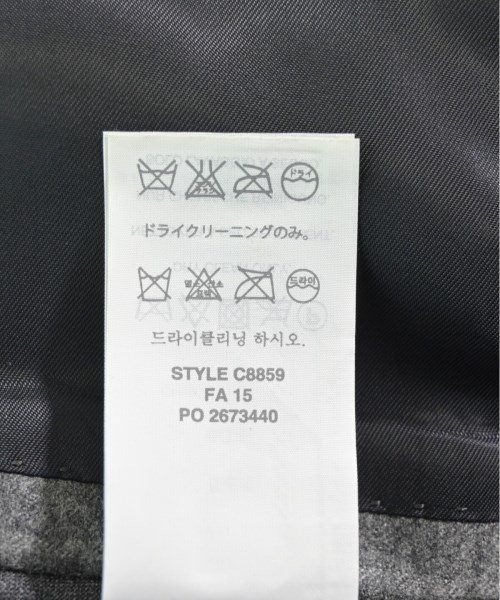 ドライ
ドライクリーニングのみ。
드라이
드라이클리닝 하시오.
STYLE C8859
FA 15
PO 2673440